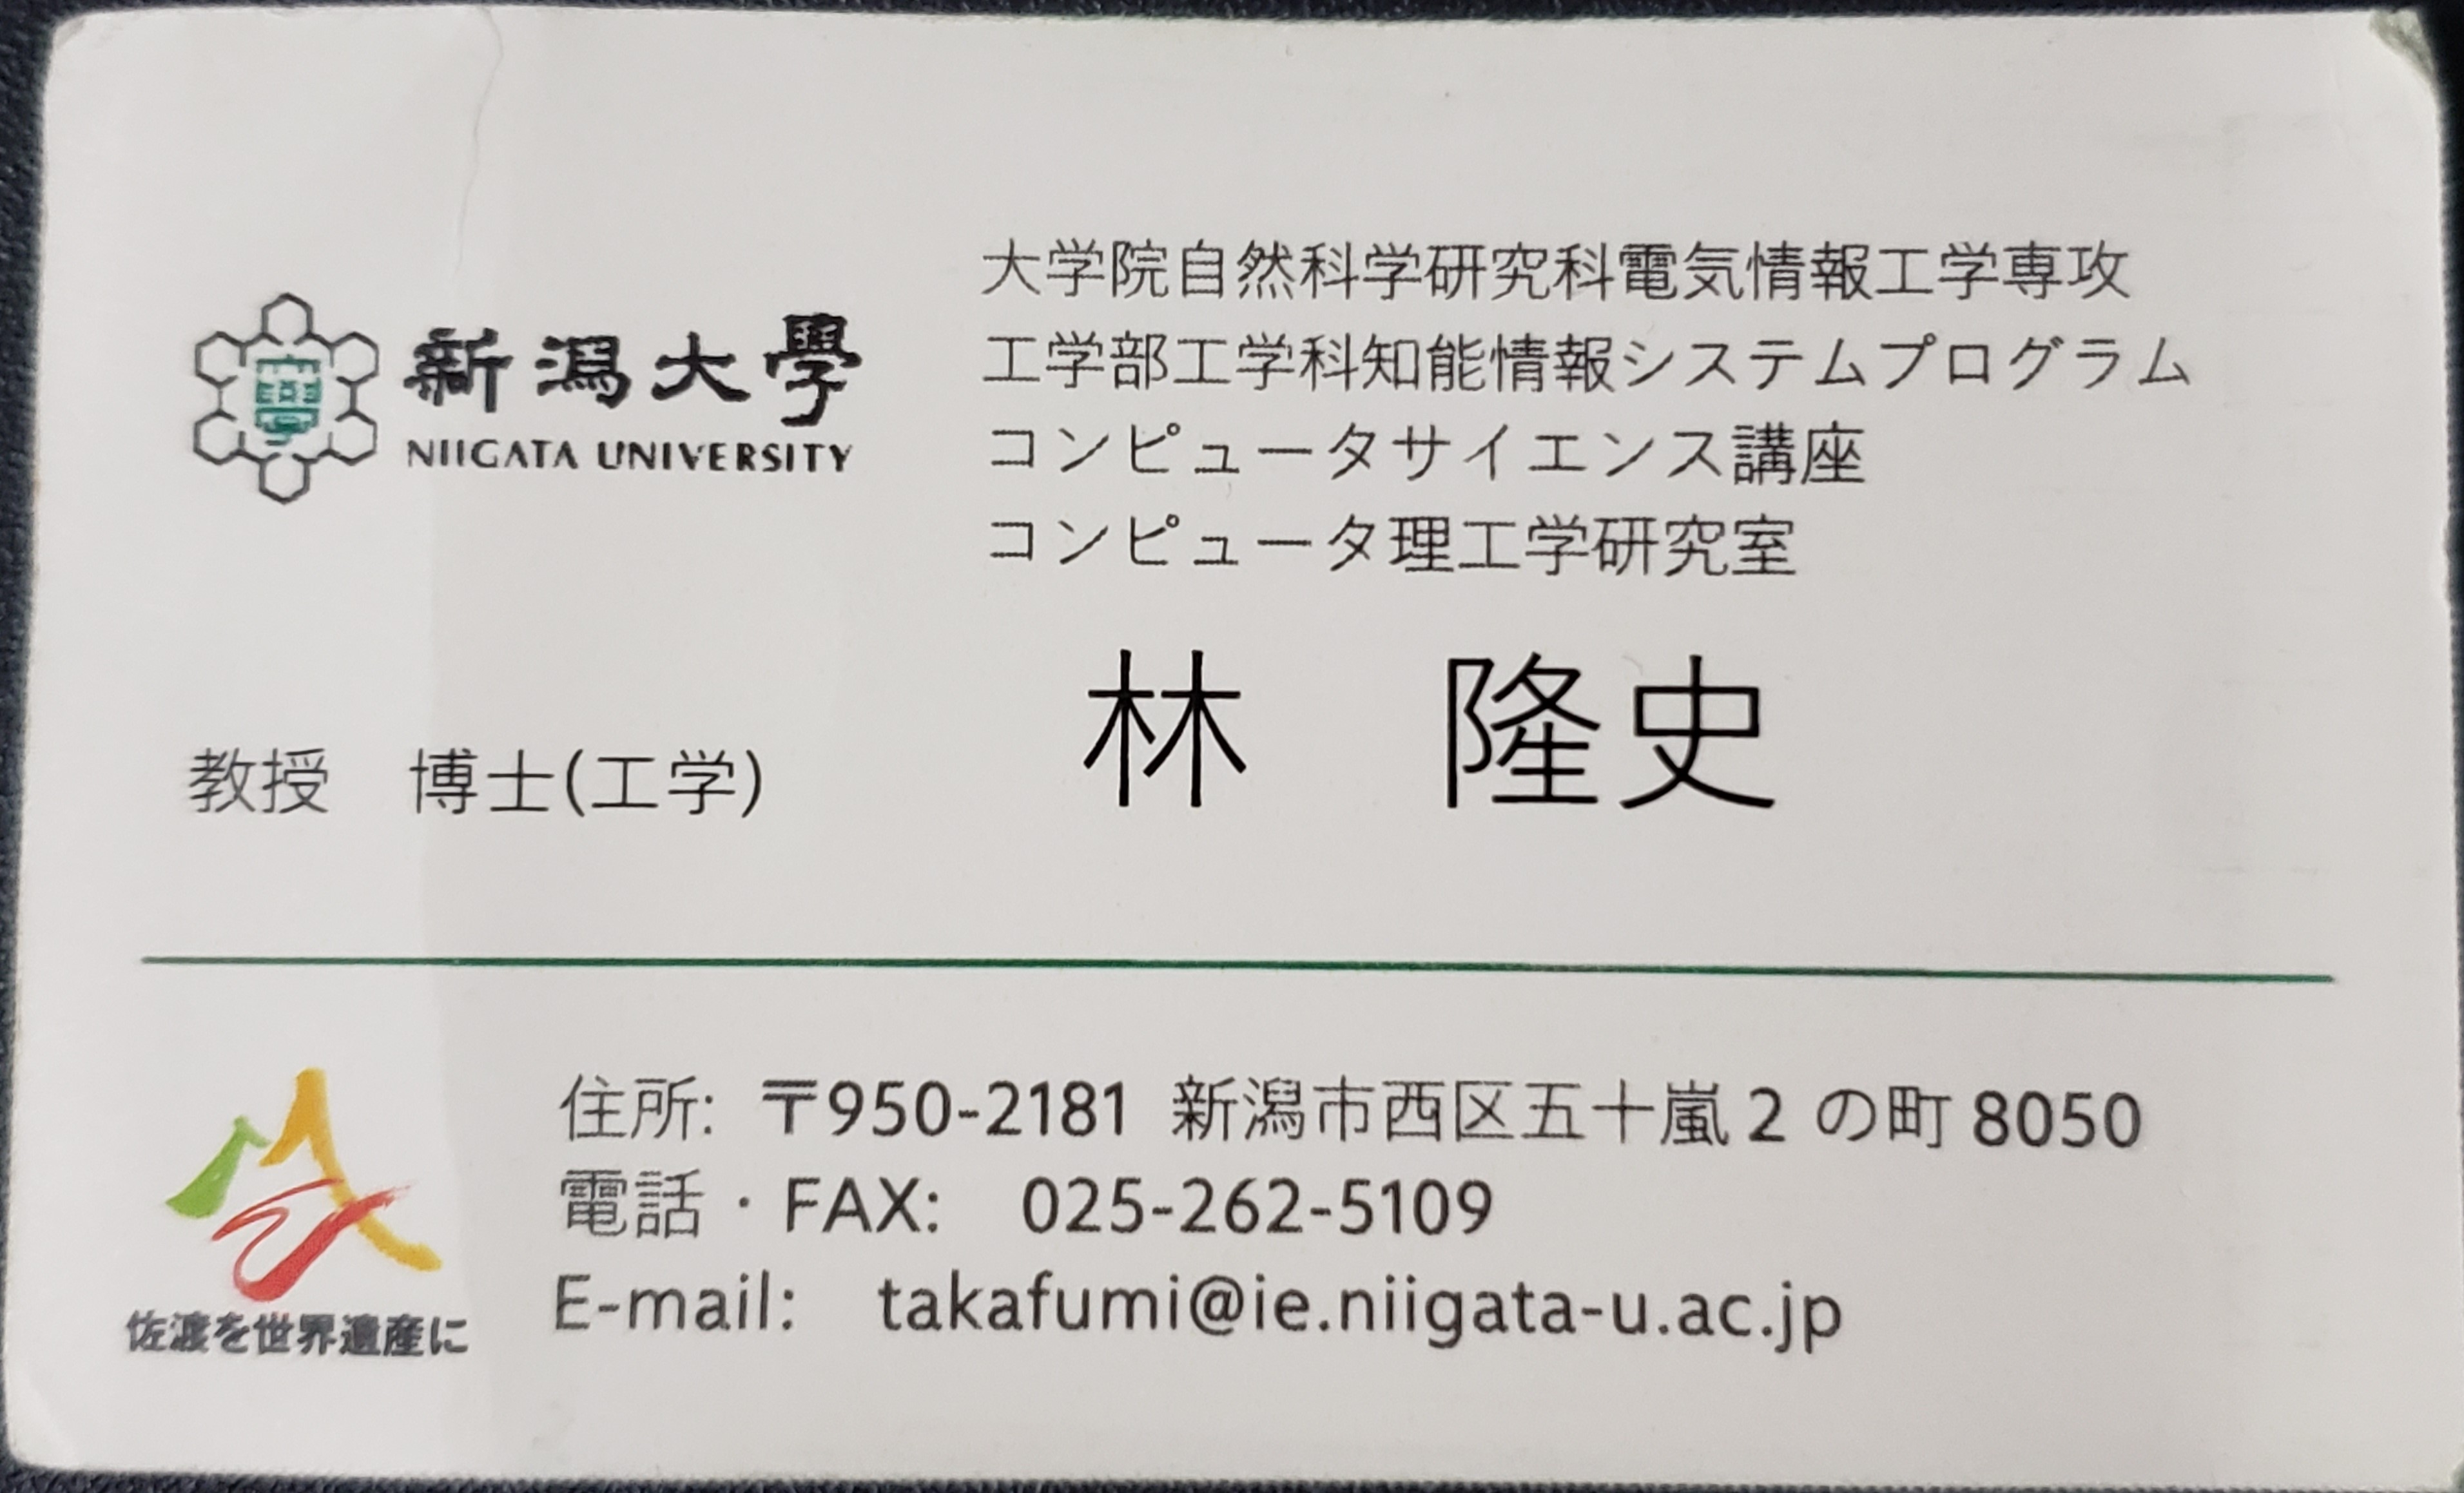 新潟大學
NIIGATA UNIVERSITY
大学院自然科学研究科電気情報工学専攻
工学部工学科知能情報システムプログラム
コンピュータサイエンス講座
コンピュータ理工学研究室
教授　博士(工学)
林　隆史
佐渡を世界遺産に
住所: 〒950-2181 新潟市西区五十嵐 2 の町 8050
電話・FAX:　025-262-5109
E-mail:　takafumi@ie.niigata-u.ac.jp